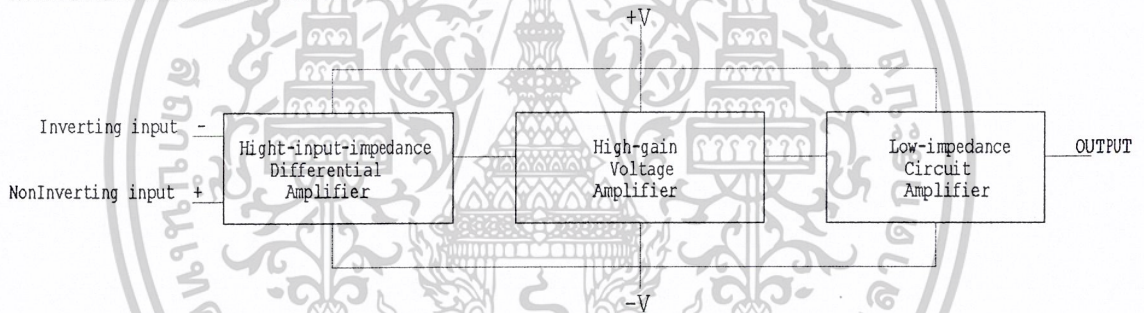 +V
Inverting input -
NonInverting input +
Hight-input-impedance
Differential
Amplifier
High-gain
Voltage
Amplifier
Low-impedance
Circuit
Amplifier
OUTPUT
-V